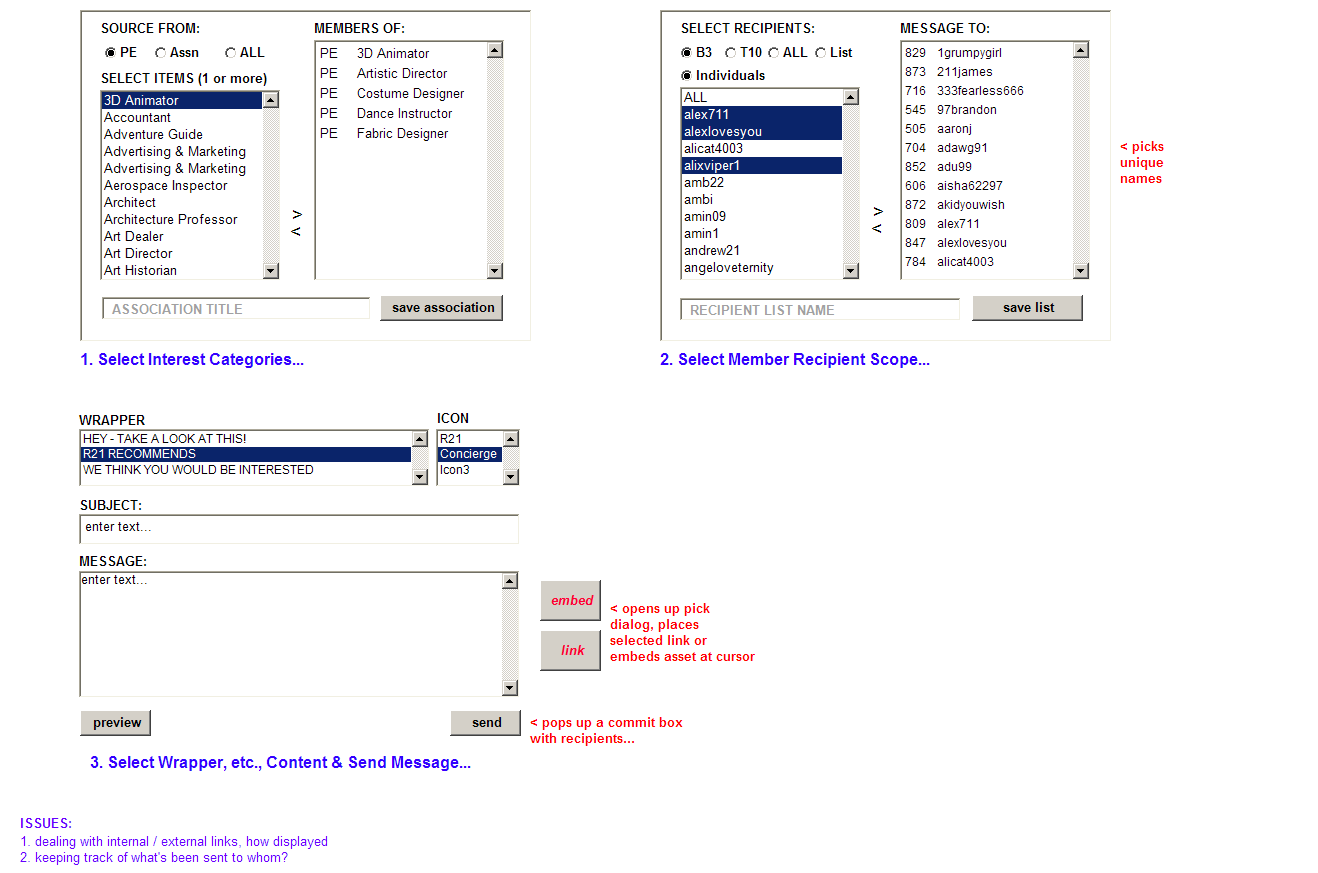 SOURCE FROM:
PE Assn ALL
SELECT ITEMS (1 or more)
3D Animator
Accountant
Adventure Guide
Advertising & Marketing
Advertising & Marketing
Aerospace Inspector
Architect
Architecture Professor
Art Dealer
Art Director
Art Historian
>
<
MEMBERS OF:
PE 3D Animator
PE Artistic Director
PE Costume Designer
PE Dance Instructor
PE Fabric Designer
ASSOCIATION TITLE
save association
1. Select Interest Categories...
SELECT RECIPIENTS:
B3 T10 ALL List
Individuals
ALL
alex711
alexlovesyou
alicat4003
alixviper1
amb22
ambi
amin09
amin1
andrew21
angeloveternity
>
<
MESSAGE TO:
829 1grumpygirl
873 211james
716 333fearless666
545 97brandon
505 aaronj
704 adawg91
852 adu99
606 aisha62297
872 akidyouwish
809 alex711
847 alexlovesyou
784 alicat4003
< picks
unique
names
RECIPIENT LIST NAME
save list
2. Select Member Recipient Scope...
WRAPPER
HEY - TAKE A LOOK AT THIS!
R21 RECOMMENDS
WE THINK YOU WOULD BE INTERESTED
ICON
R21
Concierge
Icon3
SUBJECT:
enter text...
MESSAGE:
enter text...
embed
link
< opens up pick
dialog, places
selected link or
embeds asset at cursor
preview
send
< pops up a commit box
with recipients...
3. Select Wrapper, etc., Content & Send Message...
ISSUES:
1. dealing with internal / external links, how displayed
2. keeping track of what's been sent to whom?